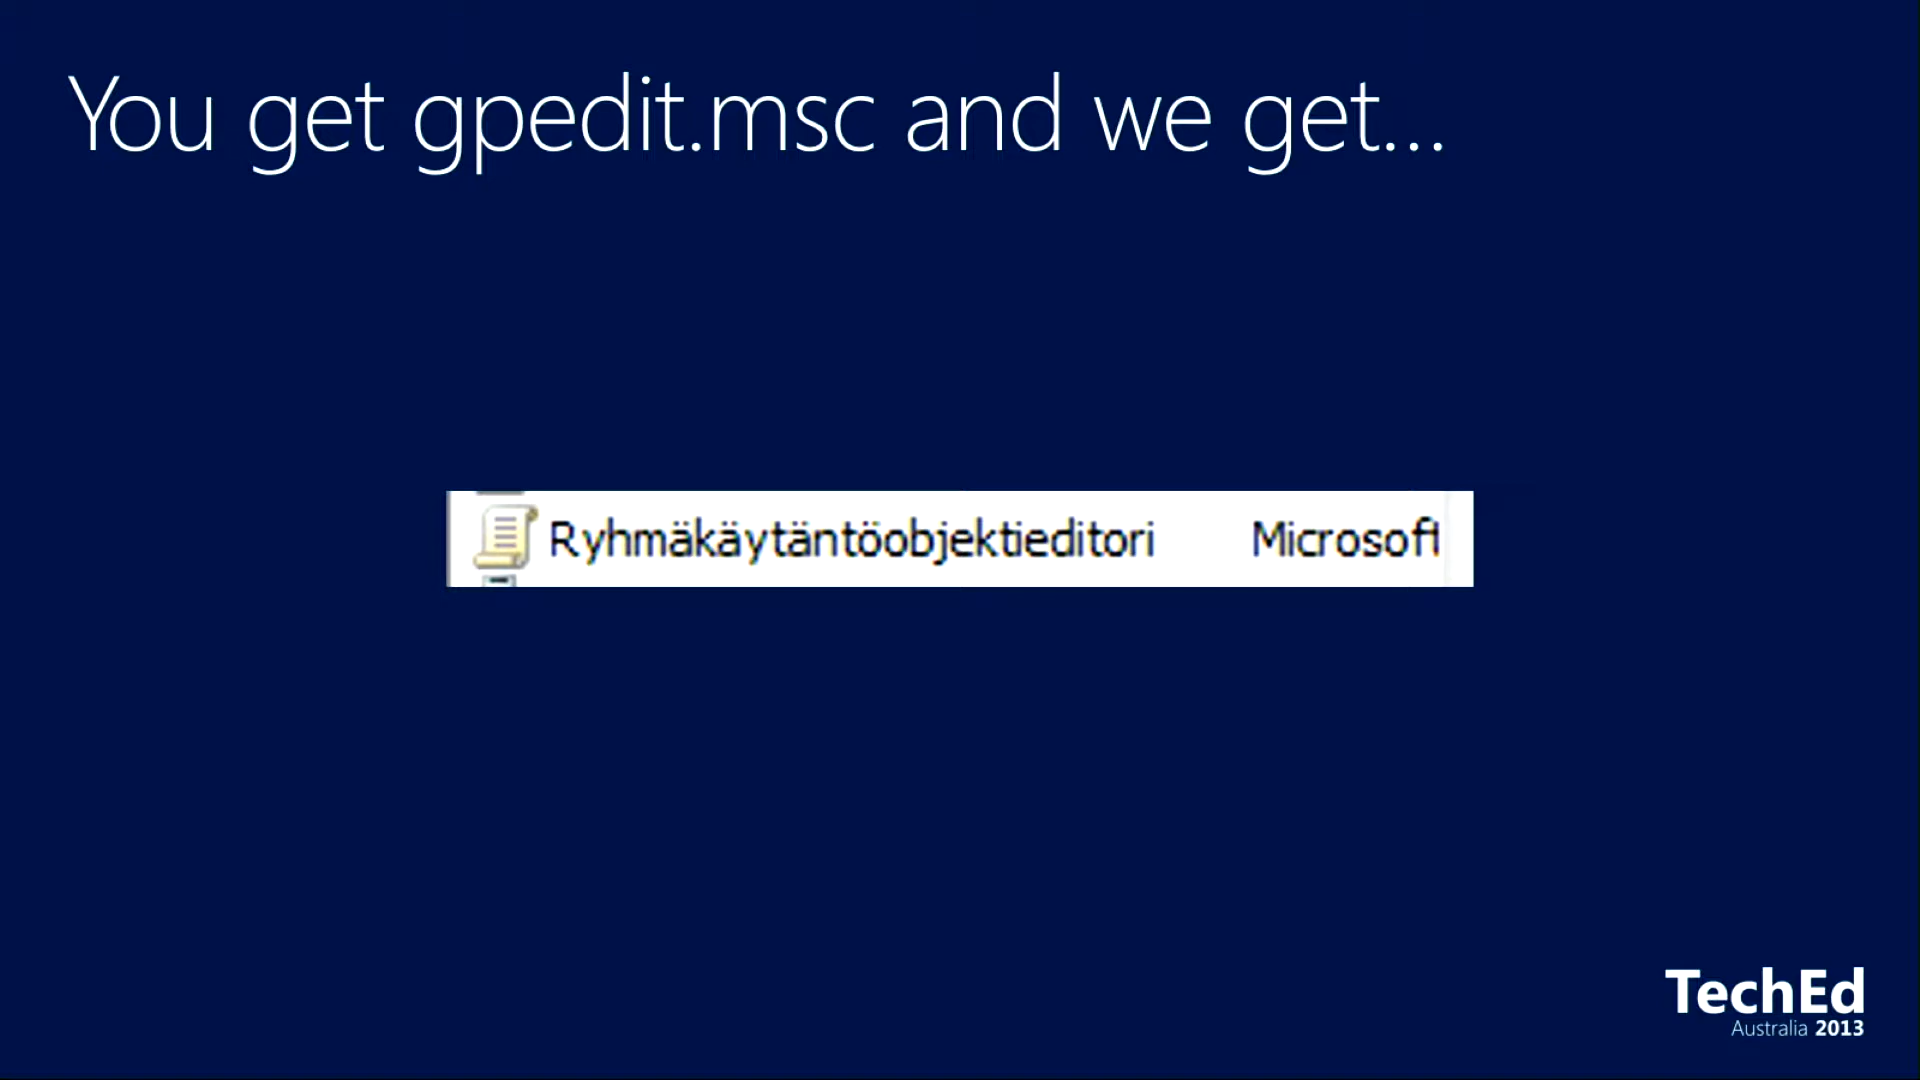 You get gpedit.msc and we get...
Ryhmäkäytäntöobjektieditori Microsoft
TechEd
Australia 2013